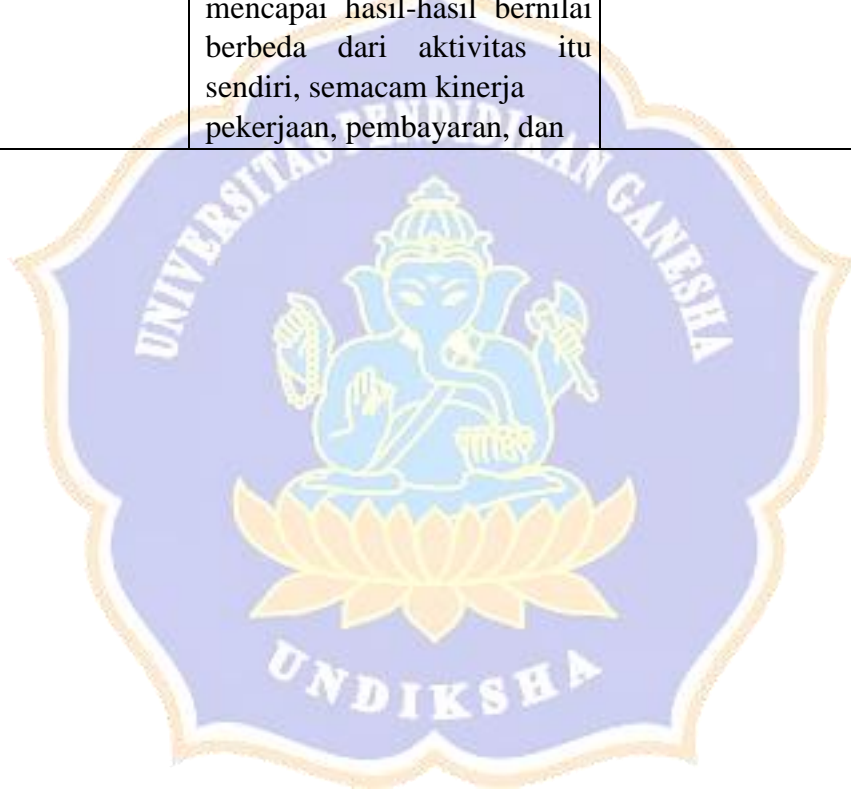 mencapai hasil-hasil bernilai
berbeda dari aktivitas itu
sendiri, semacam kinerja
pekerjaan, pembayaran, dan
UNIVERSITAS PENDIDIKAN GANESHA
UNDIKSHA